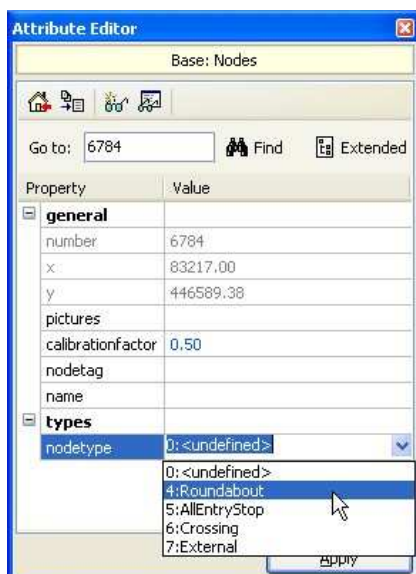 Attribute Editor
Base: Nodes
Go to: 6784 Find Extended
Property Value
general
number 6784
x 83217.00
y 446589.38
pictures
calibrationfactor 0.50
nodetag
name
types
nodetype 0:<undefined>
0:<undefined>
4:Roundabout
5:AllEntryStop
6:Crossing
7:External
Apply